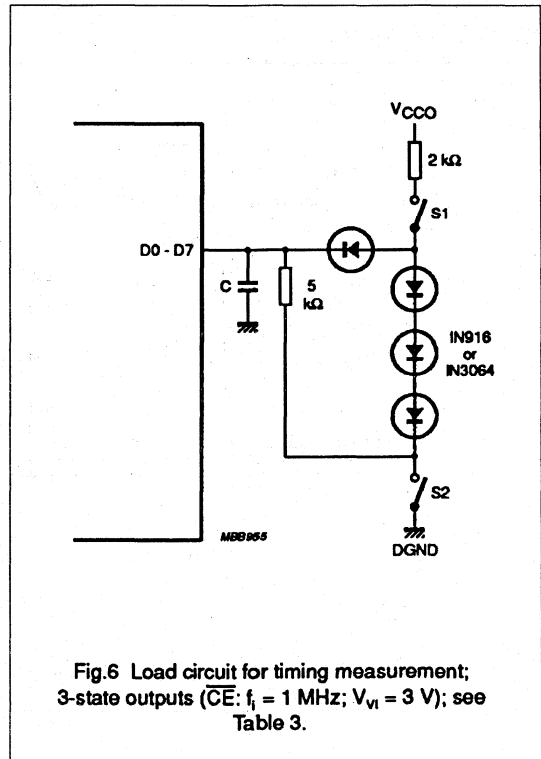 VCCO
2 kΩ
S1
D0 - D7
C
5
kΩ
IN916
or
IN3064
S2
MBB955
DGND
Fig.6 Load circuit for timing measurement;
3-state outputs (C̅E̅: fi = 1 MHz; VVI = 3 V); see
Table 3.